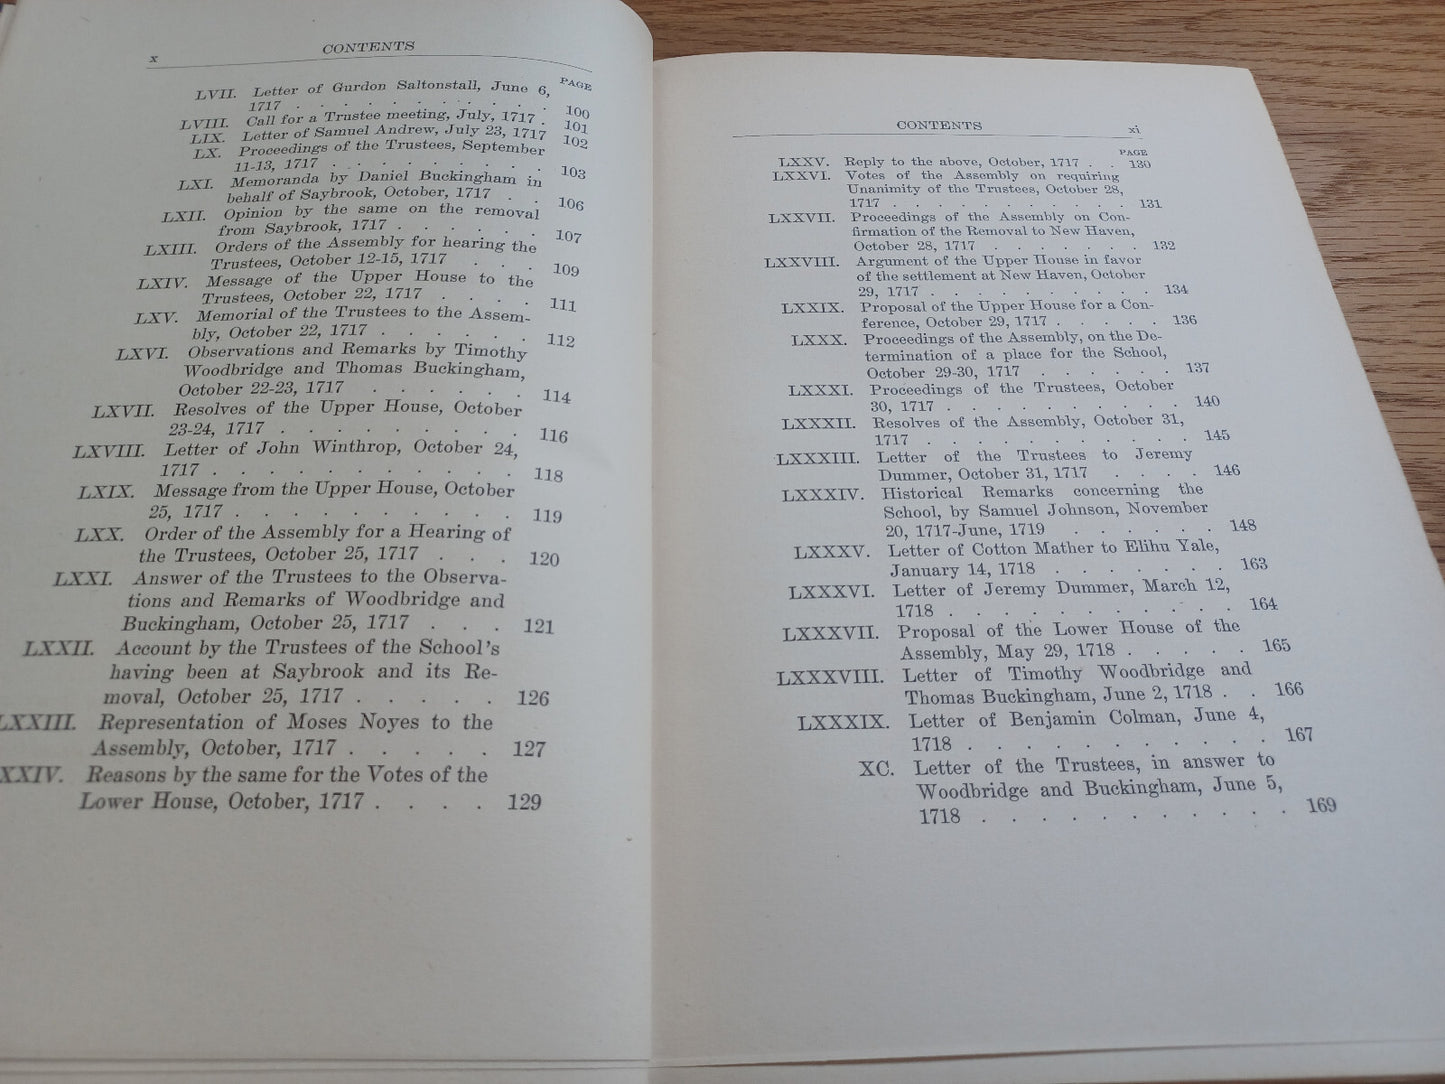 x
CONTENTS
PAGE
LVII. Letter of Gurdon Saltonstall, June 6,
1717 . . . . . . . . . . . 100
LVIII. Call for a Trustee meeting, July, 1717 . 101
LIX. Letter of Samuel Andrew, July 23, 1717 102
LX. Proceedings of the Trustees, September
11-13, 1717 . . . . . . . . . 103
LXI. Memoranda by Daniel Buckingham in
behalf of Saybrook, October, 1717 . . 106
LXII. Opinion by the same on the removal
from Saybrook, 1717 . . . . . . 107
LXIII. Orders of the Assembly for hearing the
Trustees, October 12-15, 1717 . . . 109
LXIV. Message of the Upper House to the
Trustees, October 22, 1717 . . . . 111
LXV. Memorial of the Trustees to the Assem-
bly, October 22, 1717 . . . . . . 112
LXVI. Observations and Remarks by Timothy
Woodbridge and Thomas Buckingham,
October 22-23, 1717 . . . . . . 114
LXVII. Resolves of the Upper House, October
23-24, 1717 . . . . . . . . . 116
LXVIII. Letter of John Winthrop, October 24,
1717 . . . . . . . . . . . 118
LXIX. Message from the Upper House, October
25, 1717 . . . . . . . . . . 119
LXX. Order of the Assembly for a Hearing of
the Trustees, October 25, 1717 . . . 120
LXXI. Answer of the Trustees to the Observa-
tions and Remarks of Woodbridge and
Buckingham, October 25, 1717 . . . 121
LXXII. Account by the Trustees of the School's
having been at Saybrook and its Re-
moval, October 25, 1717 . . . . . 126
LXXIII. Representation of Moses Noyes to the
Assembly, October, 1717 . . . . . 127
XXIV. Reasons by the same for the Votes of the
Lower House, October, 1717 . . . . 129
CONTENTS
xi
PAGE
LXXV. Reply to the above, October, 1717 . . 130
LXXVI. Votes of the Assembly on requiring
Unanimity of the Trustees, October 28,
1717 . . . . . . . . . . . 131
LXXVII. Proceedings of the Assembly on Con-
firmation of the Removal to New Haven,
October 28, 1717 . . . . . . . 132
LXXVIII. Argument of the Upper House in favor
of the settlement at New Haven, October
29, 1717 . . . . . . . . . . 134
LXXIX. Proposal of the Upper House for a Con-
ference, October 29, 1717 . . . . . 136
LXXX. Proceedings of the Assembly, on the De-
termination of a place for the School,
October 29-30, 1717 . . . . . . 137
LXXXI. Proceedings of the Trustees, October
30, 1717 . . . . . . . . . . 140
LXXXII. Resolves of the Assembly, October 31,
1717 . . . . . . . . . . . 145
LXXXIII. Letter of the Trustees to Jeremy
Dummer, October 31, 1717 . . . . 146
LXXXIV. Historical Remarks concerning the
School, by Samuel Johnson, November
20, 1717-June, 1719 . . . . . . 148
LXXXV. Letter of Cotton Mather to Elihu Yale,
January 14, 1718 . . . . . . . 163
LXXXVI. Letter of Jeremy Dummer, March 12,
1718 . . . . . . . . . . . 164
LXXXVII. Proposal of the Lower House of the
Assembly, May 29, 1718 . . . . . 165
LXXXVIII. Letter of Timothy Woodbridge and
Thomas Buckingham, June 2, 1718 . . 166
LXXXIX. Letter of Benjamin Colman, June 4,
1718 . . . . . . . . . . . 167
XC. Letter of the Trustees, in answer to
Woodbridge and Buckingham, June 5,
1718 . . . . . . . . . . . 169